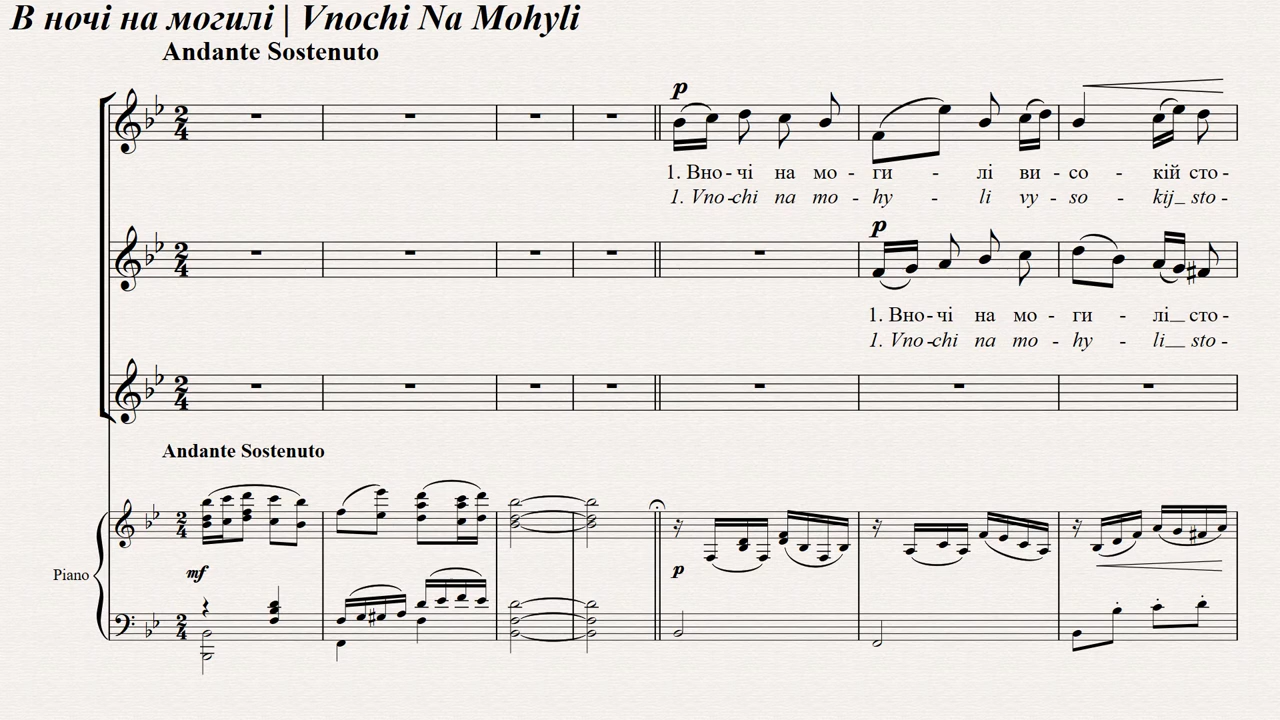 В ночі на могилі | Vnochi Na Mohyli
Andante Sostenuto
p
1. Вно - чі на мо - ги - лі ви - со - кій сто -
1. Vno - chi na mo - hy - li vy - so - kij_ sto -
p
1. Вно - чі на мо - ги - лі__ сто -
1. Vno - chi na mo - hy - li__ sto -
Andante Sostenuto
mf
p
Piano